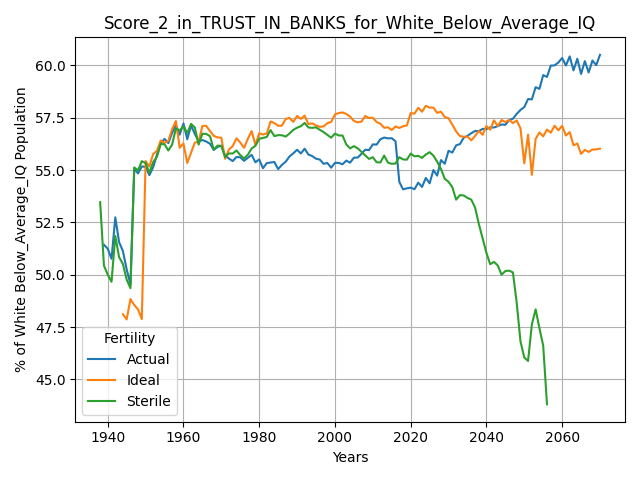 Score_2_in_TRUST_IN_BANKS_for_White_Below_Average_IQ
% of White Below_Average_IQ Population
60.0
57.5
55.0
52.5
50.0
47.5
45.0
Fertility
Actual
Ideal
Sterile
1940 1960 1980 2000 2020 2040 2060
Years